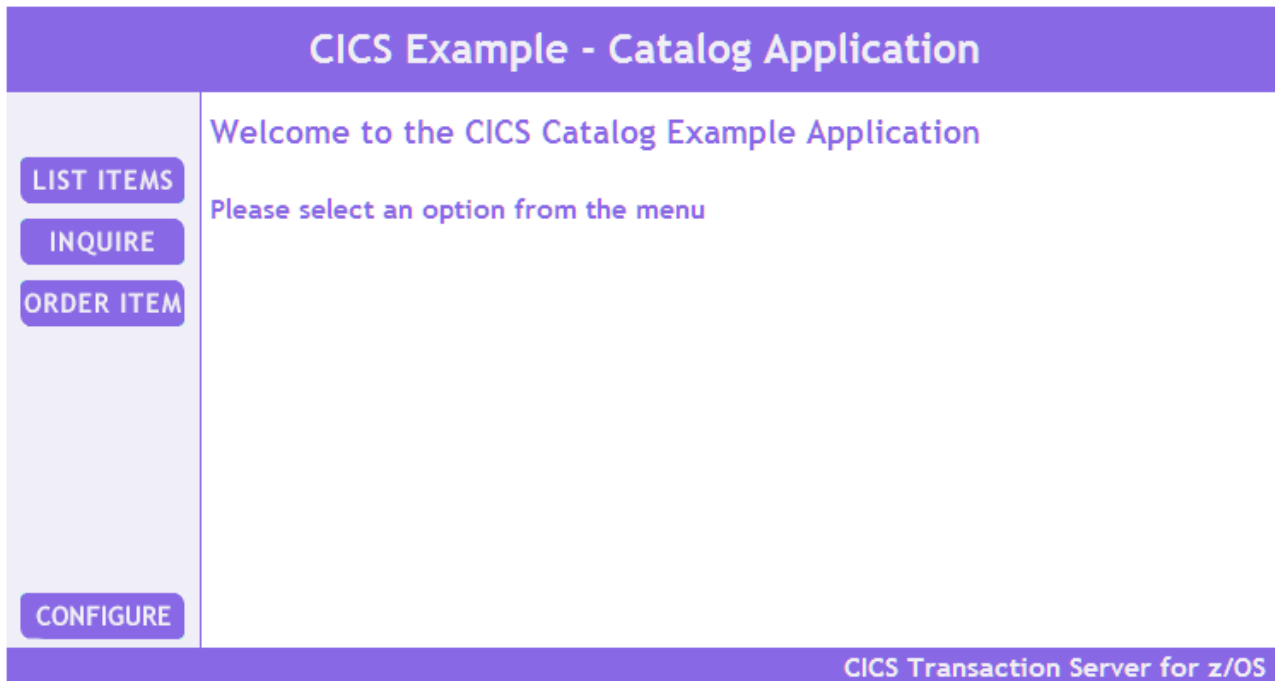 CICS Example - Catalog Application
Welcome to the CICS Catalog Example Application
Please select an option from the menu
LIST ITEMS
INQUIRE
ORDER ITEM
CONFIGURE
CICS Transaction Server for z/OS